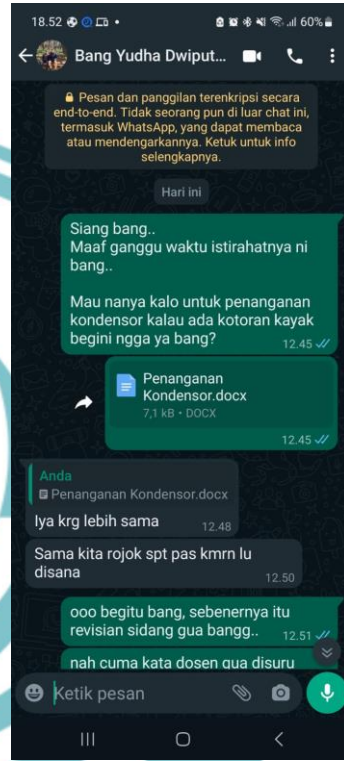 18.52
60%
Bang Yudha Dwiput...
Pesan dan panggilan terenkripsi secara
end-to-end. Tidak seorang pun di luar chat ini,
termasuk WhatsApp, yang dapat membaca
atau mendengarkannya. Ketuk untuk info
selengkapnya.
Hari ini
Siang bang..
Maaf ganggu waktu istirahatnya ni
bang..
Mau nanya kalo untuk penanganan
kondensor kalau ada kotoran kayak
begini ngga ya bang?
12.45
Penanganan
Kondensor.docx
7,1 kB • DOCX
12.45
Anda
Penanganan Kondensor.docx
Iya krg lebih sama
12.48
Sama kita rojok spt pas kmrn lu
disana
12.50
ooo begitu bang, sebenernya itu
revisian sidang gua bangg..
12.51
nah cuma kata dosen gua disuru
Ketik pesan